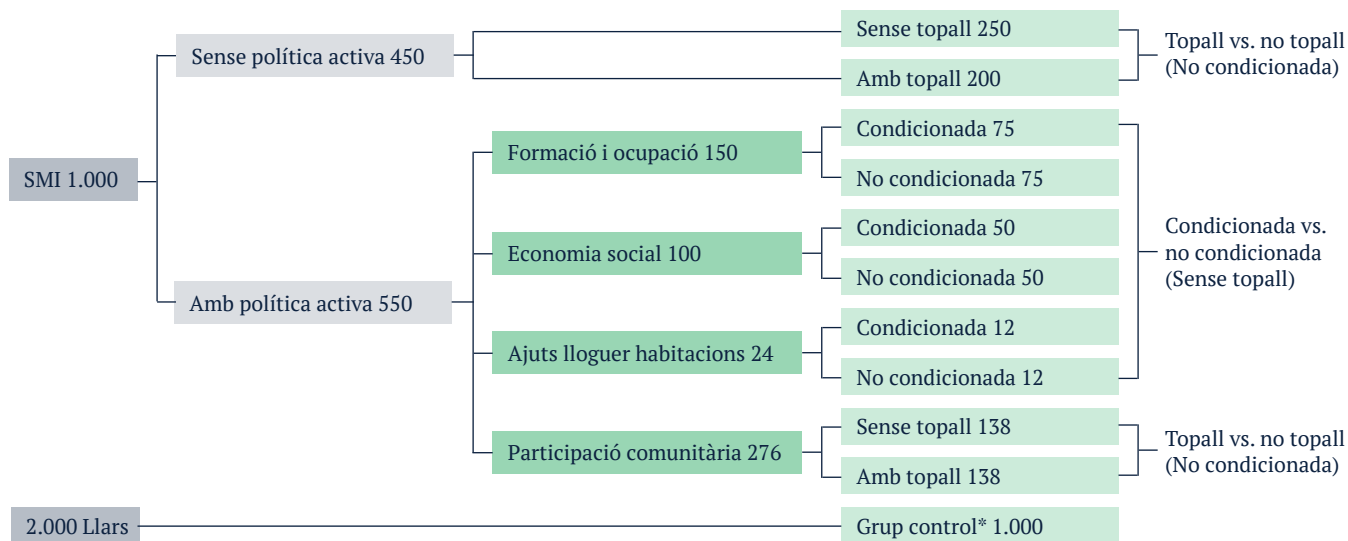 Sense topall 250
Sense política activa 450
Topall vs. no topall
(No condicionada)
Amb topall 200
Condicionada 75
Formació i ocupació 150
SMI 1.000
No condicionada 75
Condicionada 50
Condicionada vs.
no condicionada
(Sense topall)
Economia social 100
No condicionada 50
Amb política activa 550
Condicionada 12
Ajuts lloguer habitacions 24
No condicionada 12
Sense topall 138
Topall vs. no topall
(No condicionada)
Participació comunitària 276
Amb topall 138
2.000 Llars
Grup control* 1.000